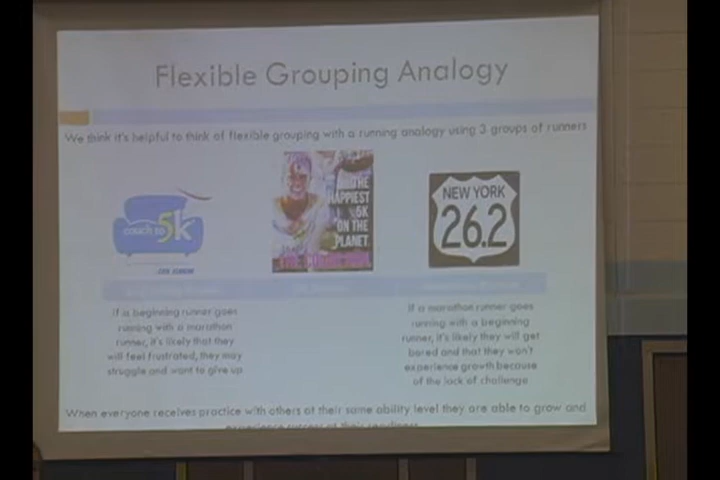 Flexible Grouping Analogy
We think it's helpful to think of flexible grouping with a running analogy using 3 groups of runners
couch to 5k
THE
HAPPIEST
5K
ON THE
PLANET
NEW YORK
26.2
If a beginning runner goes
running with a marathon
runner, it's likely that they
will feel frustrated, they may
struggle and want to give up
If a marathon runner goes
running with a beginning
runner, it's likely they will get
bored and that they won't
experience growth because
of the lack of challenge
When everyone receives practice with others at their same ability level they are able to grow and
experience success at their readiness